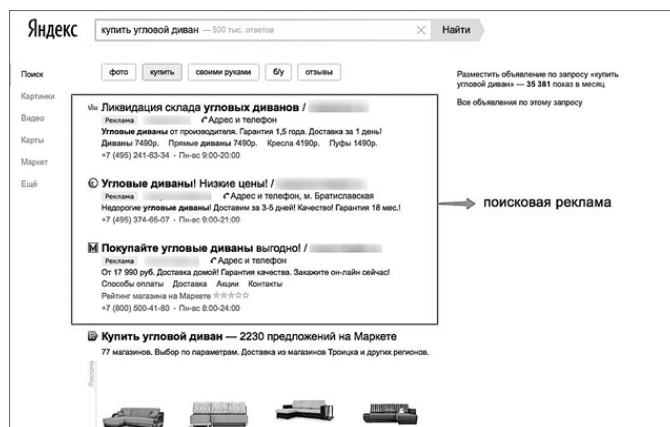 Яндекс
купить угловой диван — 500 тыс. ответов
Найти
Поиск
Картинки
Видео
Карты
Маркет
Ещё
фото купить своими руками б/у отзывы
Разместить объявление по запросу «купить
угловой диван» — 35 381 показ в месяц
Все объявления по этому запросу
Ликвидация склада угловых диванов /
Реклама Адрес и телефон
Угловые диваны от производителя. Гарантия 1,5 года. Доставка за 1 день!
Диваны 7490р. Прямые диваны 7490р. Кресла 4190р. Пуфы 1490р.
+7 (495) 241-63-34 · Пн-вс 9:00-20:00
Угловые диваны! Низкие цены! /
Реклама Адрес и телефон, м. Братиславская
Недорогие угловые диваны! Доставим за 3-5 дней! Качество! Гарантия 18 мес.!
+7 (495) 374-65-07 · Пн-вс 9:00-21:00
Покупайте угловые диваны выгодно! /
Реклама Адрес и телефон
От 17 990 руб. Доставка домой! Гарантия качества. Закажите он-лайн сейчас!
Способы оплаты Доставка Акции Контакты
Рейтинг магазина на Маркете
+7 (800) 500-41-80 · Пн-вс 8:00-24:00
поисковая реклама
Купить угловой диван — 2230 предложений на Маркете
77 магазинов. Выбор по параметрам. Доставка из магазинов Троицка и других регионов.
Реклама